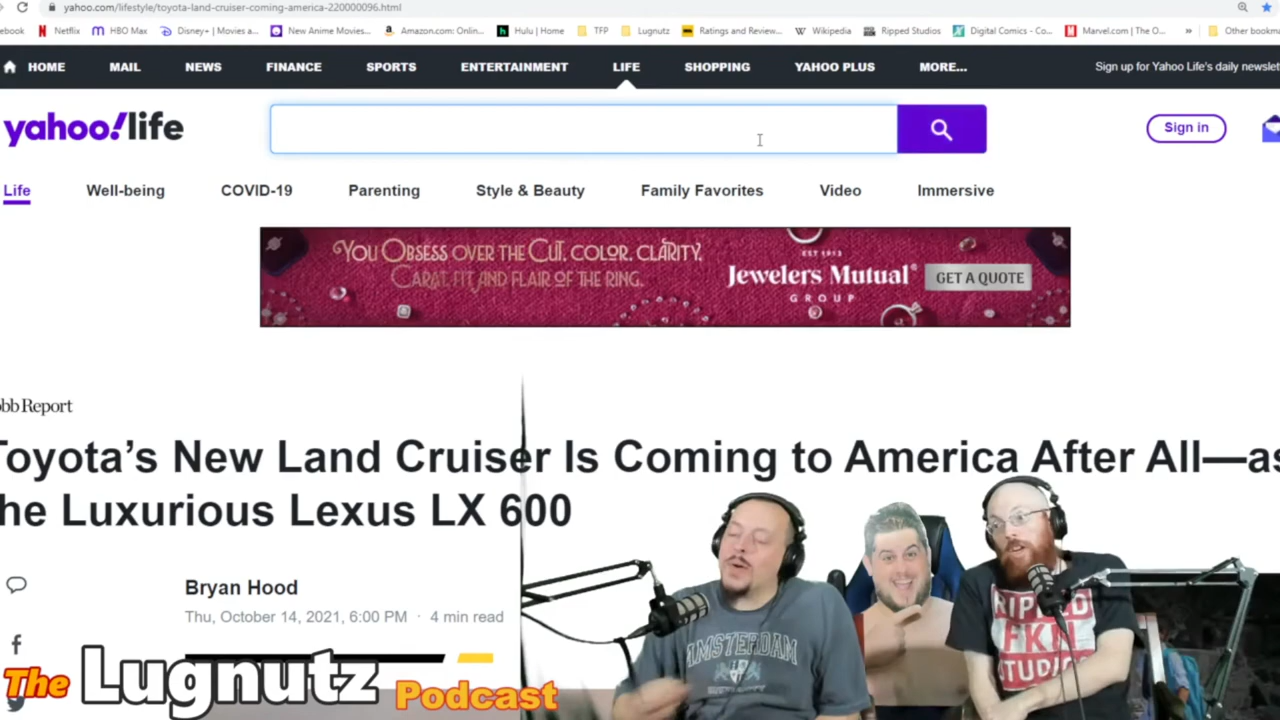 yahoo.com/lifestyle/toyota-land-cruiser-coming-america-220000096.html
ebook Netflix HBO Max Disney+ | Movies a... New Anime Movies... Amazon.com: Onlin... Hulu | Home TFP Lugnutz Ratings and Review... Wikipedia Ripped Studios Digital Comics - Co... Marvel.com | The O... » Other bookm
HOME MAIL NEWS FINANCE SPORTS ENTERTAINMENT LIFE SHOPPING YAHOO PLUS MORE... Sign up for Yahoo Life's daily newslet
yahoo!life
Sign in
Life Well-being COVID-19 Parenting Style & Beauty Family Favorites Video Immersive
YOU OBSESS OVER THE CUT, COLOR, CLARITY,
CARAT, FIT AND FLAIR OF THE RING.
EST 1913
Jewelers Mutual®
GROUP
GET A QUOTE
obb Report
Toyota's New Land Cruiser Is Coming to America After All—as
he Luxurious Lexus LX 600
Bryan Hood
Thu, October 14, 2021, 6:00 PM · 4 min read
AMSTERDAM
RIPPED
FKN
STUDIOS
The Lugnutz Podcast